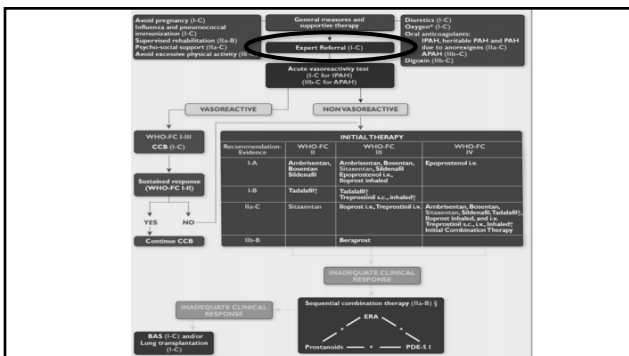 Avoid pregnancy (I-C)
Influenza and pneumococcal
immunization (I-C)
Supervised rehabilitation (IIa-B)
Psycho-social support (IIa-C)
Avoid excessive physical activity
General measures and
supportive therapy
Diuretics (I-C)
Oxygen* (I-C)
Oral anticoagulants:
IPAH, heritable PAH and PAH
due to anorexigens (IIa-C)
APAH (IIb-C)
Digoxin (IIb-C)
Expert Referral (I-C)
Acute vasoreactivity test
(I-C for IPAH)
(IIb-C for APAH)
VASOREACTIVE
NONVASOREACTIVE
WHO-FC I-III
CCB (I-C)
Sustained response
(WHO-FC I-II)
YES
NO
Continue CCB
INITIAL THERAPY
Recommendation-
Evidence
WHO-FC
II
WHO-FC
III
WHO-FC
IV
I-A
Ambrisentan,
Bosentan
Sildenafil
Ambrisentan, Bosentan,
Sitaxentan, Sildenafil
Epoprostenol i.v.,
Iloprost inhaled
Epoprostenol i.v.
I-B
Tadalafil†
Tadalafil†
Treprostinil s.c., inhaled†
IIa-C
Sitaxentan
Iloprost i.v., Treprostinil i.v.
Ambrisentan, Bosentan,
Sitaxentan, Sildenafil, Tadalafil†,
Iloprost inhaled, and i.v.
Treprostinil s.c., i.v., Inhaled†
Initial Combination Therapy
IIb-B
Beraprost
INADEQUATE CLINICAL
RESPONSE
INADEQUATE CLINICAL
RESPONSE
Sequential combination therapy (IIa-B) §
ERA
+ +
Prostanoids + PDE-5 I
BAS (I-C) and/or
Lung transplantation
(I-C)